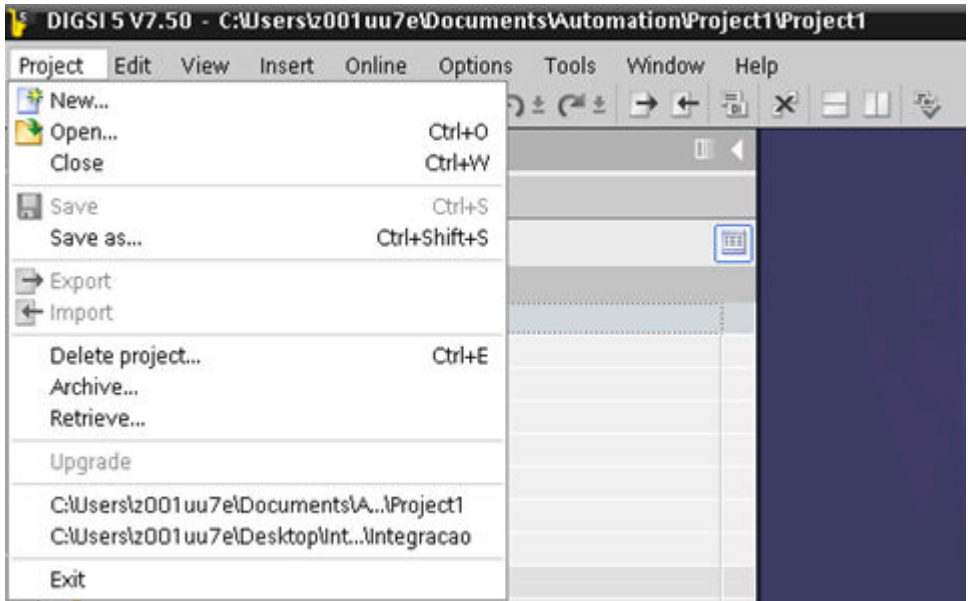 DIGSI 5 V7.50 - C:\Users\z001uu7e\Documents\Automation\Project1\Project1
Project Edit View Insert Online Options Tools Window Help
New...
Open... Ctrl+O
Close Ctrl+W
Save Ctrl+S
Save as... Ctrl+Shift+S
Export
Import
Delete project... Ctrl+E
Archive...
Retrieve...
Upgrade
C:\Users\z001uu7e\Documents\A...\Project1
C:\Users\z001uu7e\Desktop\Int...\Integracao
Exit